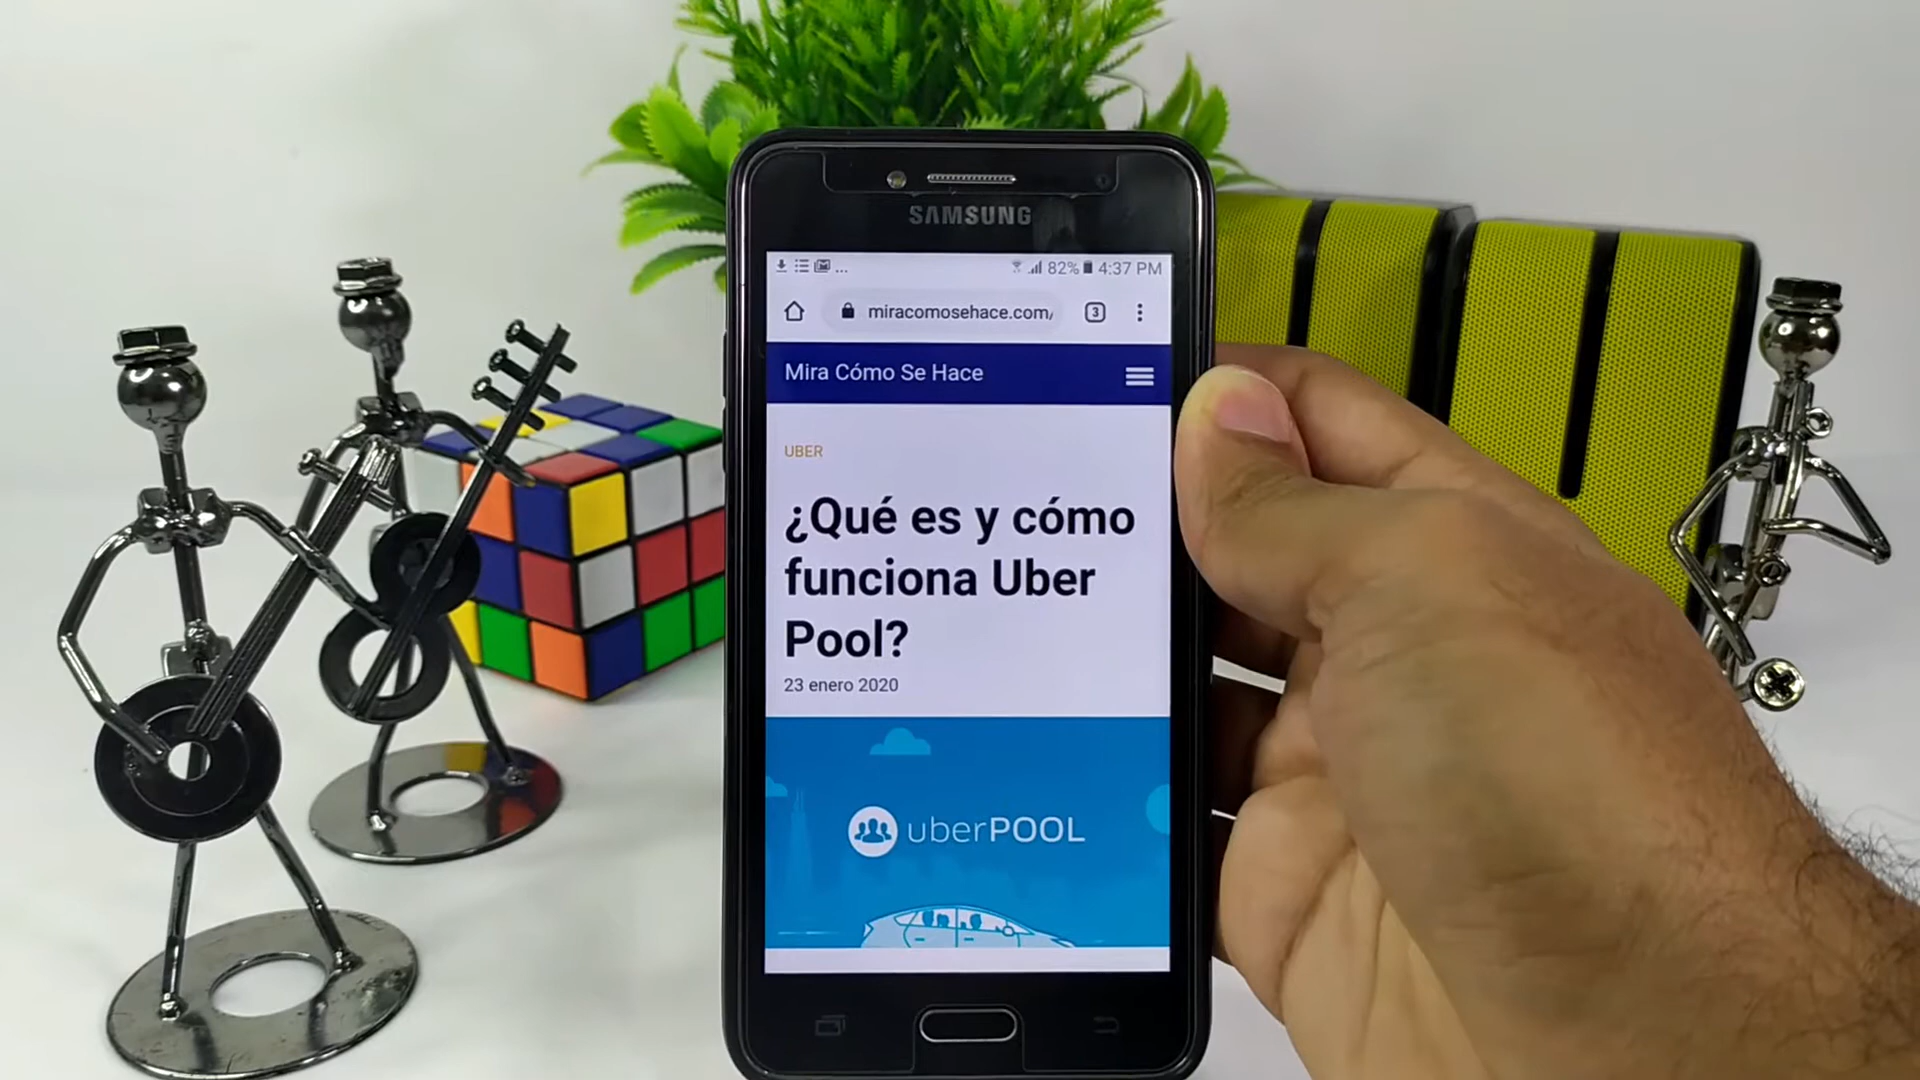 SAMSUNG
... 82% 4:37 PM
miracomosehace.com/
3
Mira Cómo Se Hace
UBER
¿Qué es y cómo
funciona Uber
Pool?
23 enero 2020
uberPOOL